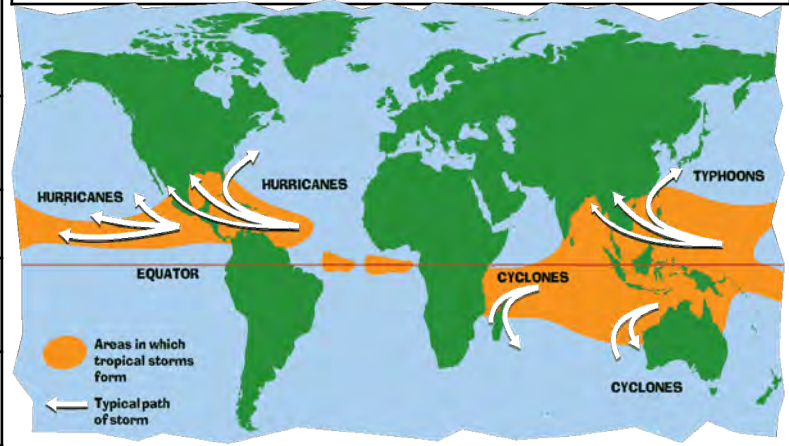 HURRICANES
HURRICANES
TYPHOONS
EQUATOR
CYCLONES
CYCLONES
Areas in which
tropical storms
form
Typical path
of storm